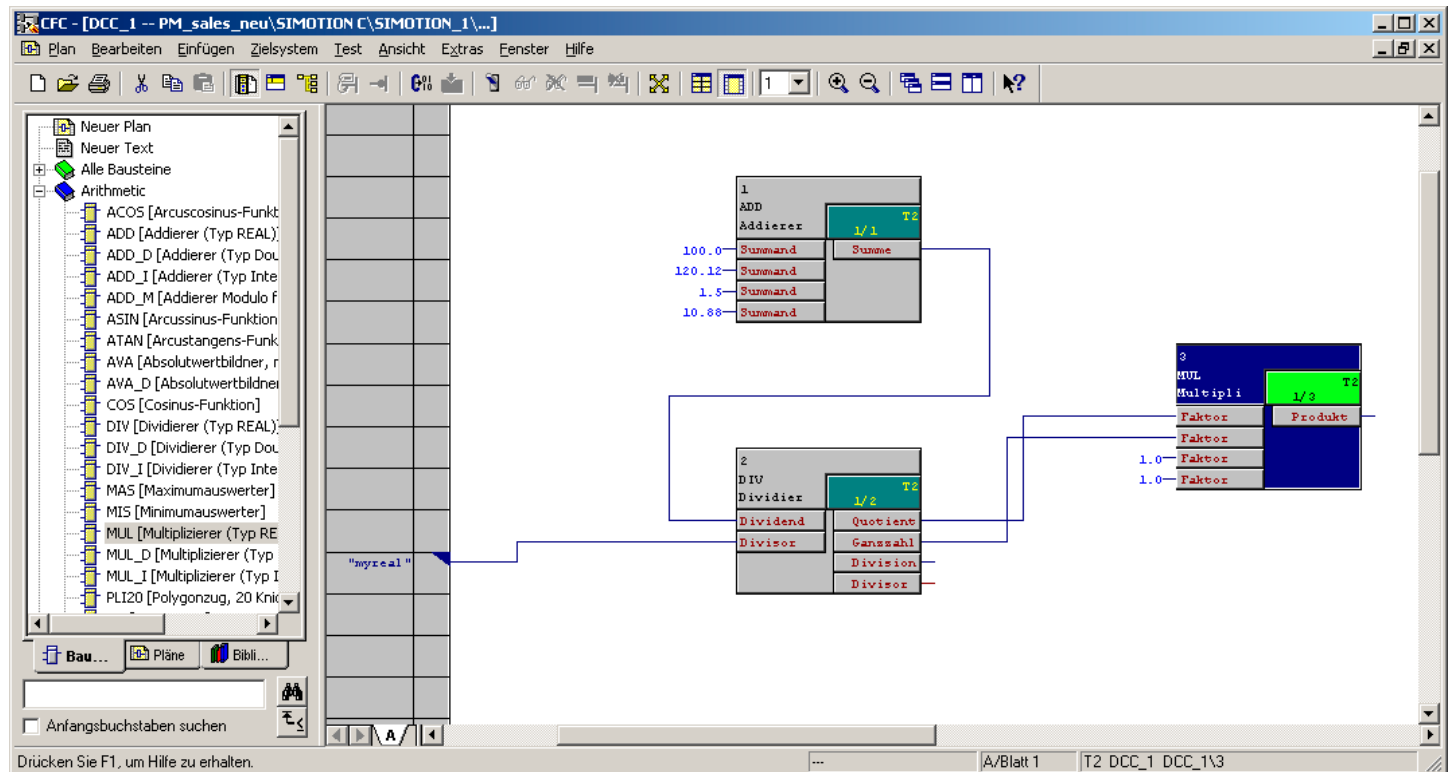 CFC - [DCC_1 -- PM_sales_neu\SIMOTION C\SIMOTION_1\...]
Plan Bearbeiten Einfügen Zielsystem Test Ansicht Extras Fenster Hilfe
1
Neuer Plan
Neuer Text
Alle Bausteine
Arithmetic
ACOS [Arcuscosinus-Funkt
ADD [Addierer (Typ REAL)]
ADD_D [Addierer (Typ Dou
ADD_I [Addierer (Typ Inte
ADD_M [Addierer Modulo f
ASIN [Arcussinus-Funktion
ATAN [Arcustangens-Funk
AVA [Absolutwertbildner, r
AVA_D [Absolutwertbildner
COS [Cosinus-Funktion]
DIV [Dividierer (Typ REAL)]
DIV_D [Dividierer (Typ Dou
DIV_I [Dividierer (Typ Inte
MAS [Maximumauswerter]
MIS [Minimumauswerter]
MUL [Multiplizierer (Typ RE
MUL_D [Multiplizierer (Typ
MUL_I [Multiplizierer (Typ I
PLI20 [Polygonzug, 20 Knic
Bau...
Pläne
Bibli...
Anfangsbuchstaben suchen
"myreal"
A
1
ADD
Addierer
T2
1/1
100.0 Summand Summe
120.12 Summand
1.5 Summand
10.88 Summand
2
DIV
Dividier
T2
1/2
Dividend Quotient
Divisor Ganzzahl
Division
Divisor
3
MUL
Multipli
T2
1/3
Faktor Produkt
Faktor
1.0 Faktor
1.0 Faktor
Drücken Sie F1, um Hilfe zu erhalten.
---
A/Blatt 1
T2 DCC_1 DCC_1\3